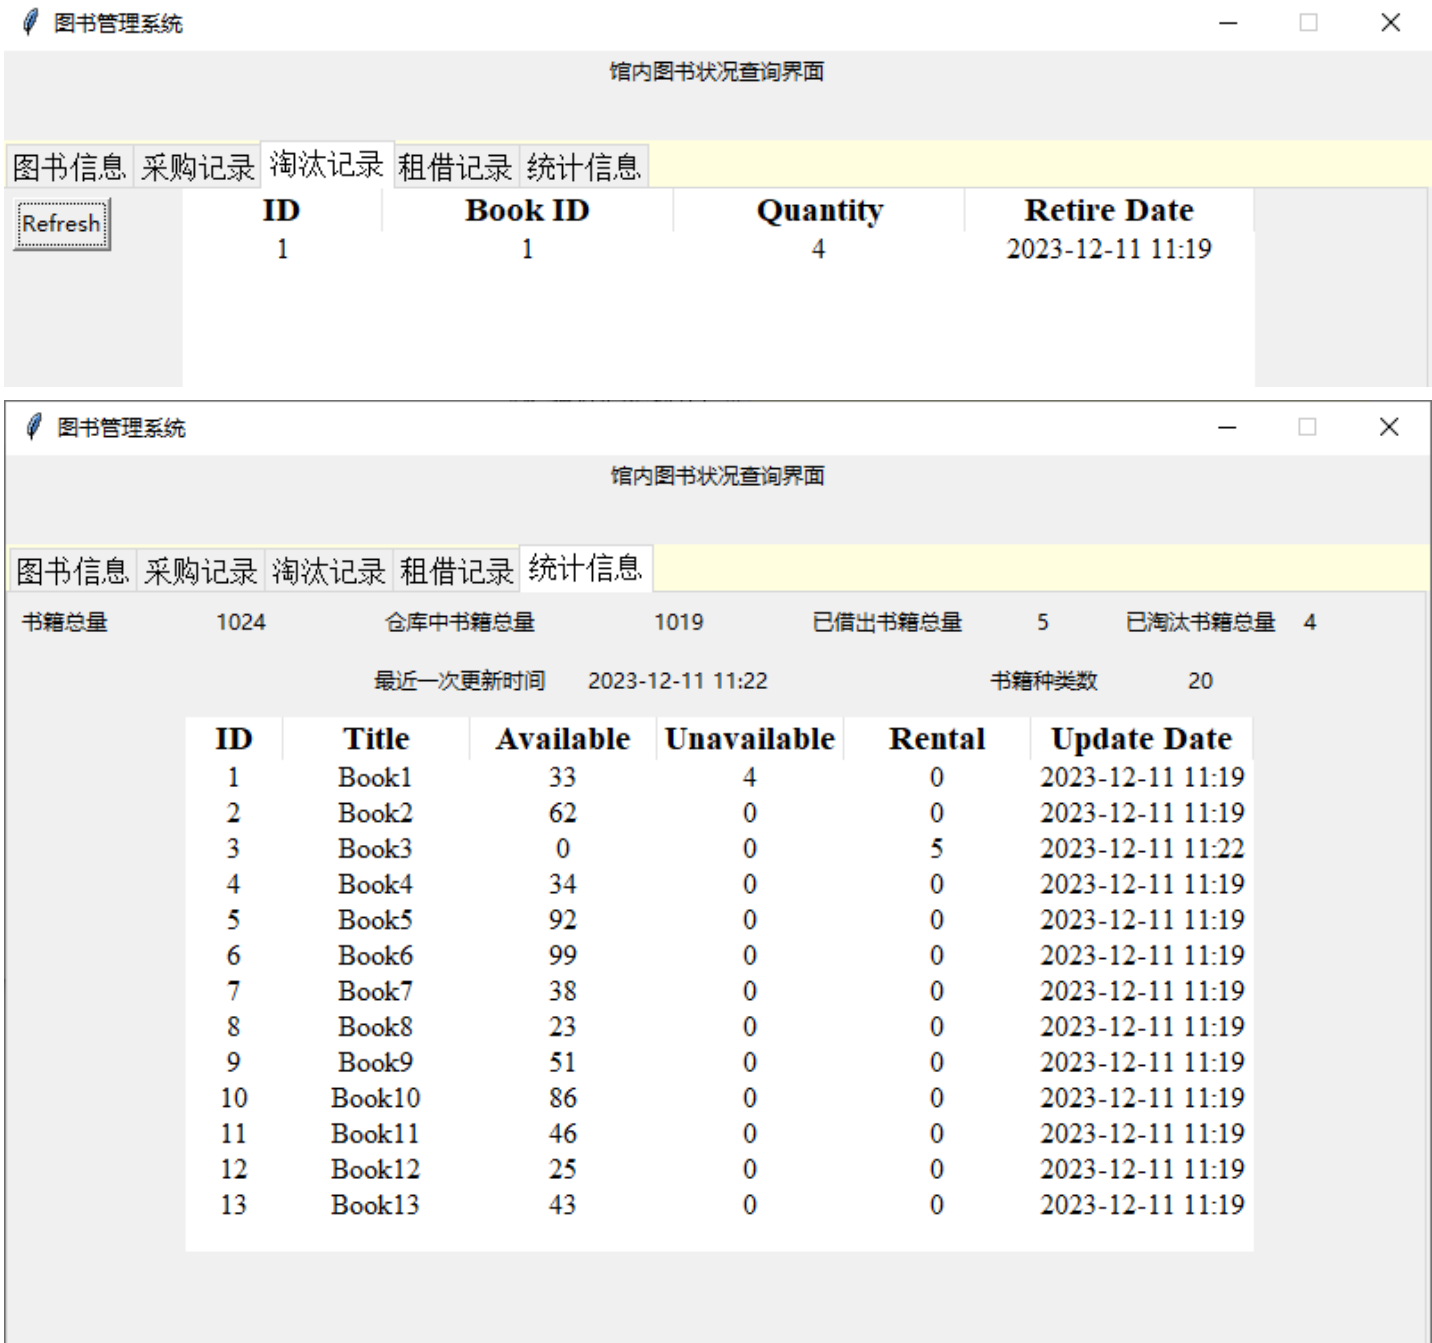 图书管理系统
馆内图书状况查询界面
图书信息 采购记录 淘汰记录 租借记录 统计信息
Refresh ID Book ID Quantity Retire Date
1 1 4 2023-12-11 11:19
图书管理系统
馆内图书状况查询界面
图书信息 采购记录 淘汰记录 租借记录 统计信息
书籍总量 1024 仓库中书籍总量 1019 已借出书籍总量 5 已淘汰书籍总量 4
最近一次更新时间 2023-12-11 11:22 书籍种类数 20
ID Title Available Unavailable Rental Update Date
1 Book1 33 4 0 2023-12-11 11:19
2 Book2 62 0 0 2023-12-11 11:19
3 Book3 0 0 5 2023-12-11 11:22
4 Book4 34 0 0 2023-12-11 11:19
5 Book5 92 0 0 2023-12-11 11:19
6 Book6 99 0 0 2023-12-11 11:19
7 Book7 38 0 0 2023-12-11 11:19
8 Book8 23 0 0 2023-12-11 11:19
9 Book9 51 0 0 2023-12-11 11:19
10 Book10 86 0 0 2023-12-11 11:19
11 Book11 46 0 0 2023-12-11 11:19
12 Book12 25 0 0 2023-12-11 11:19
13 Book13 43 0 0 2023-12-11 11:19